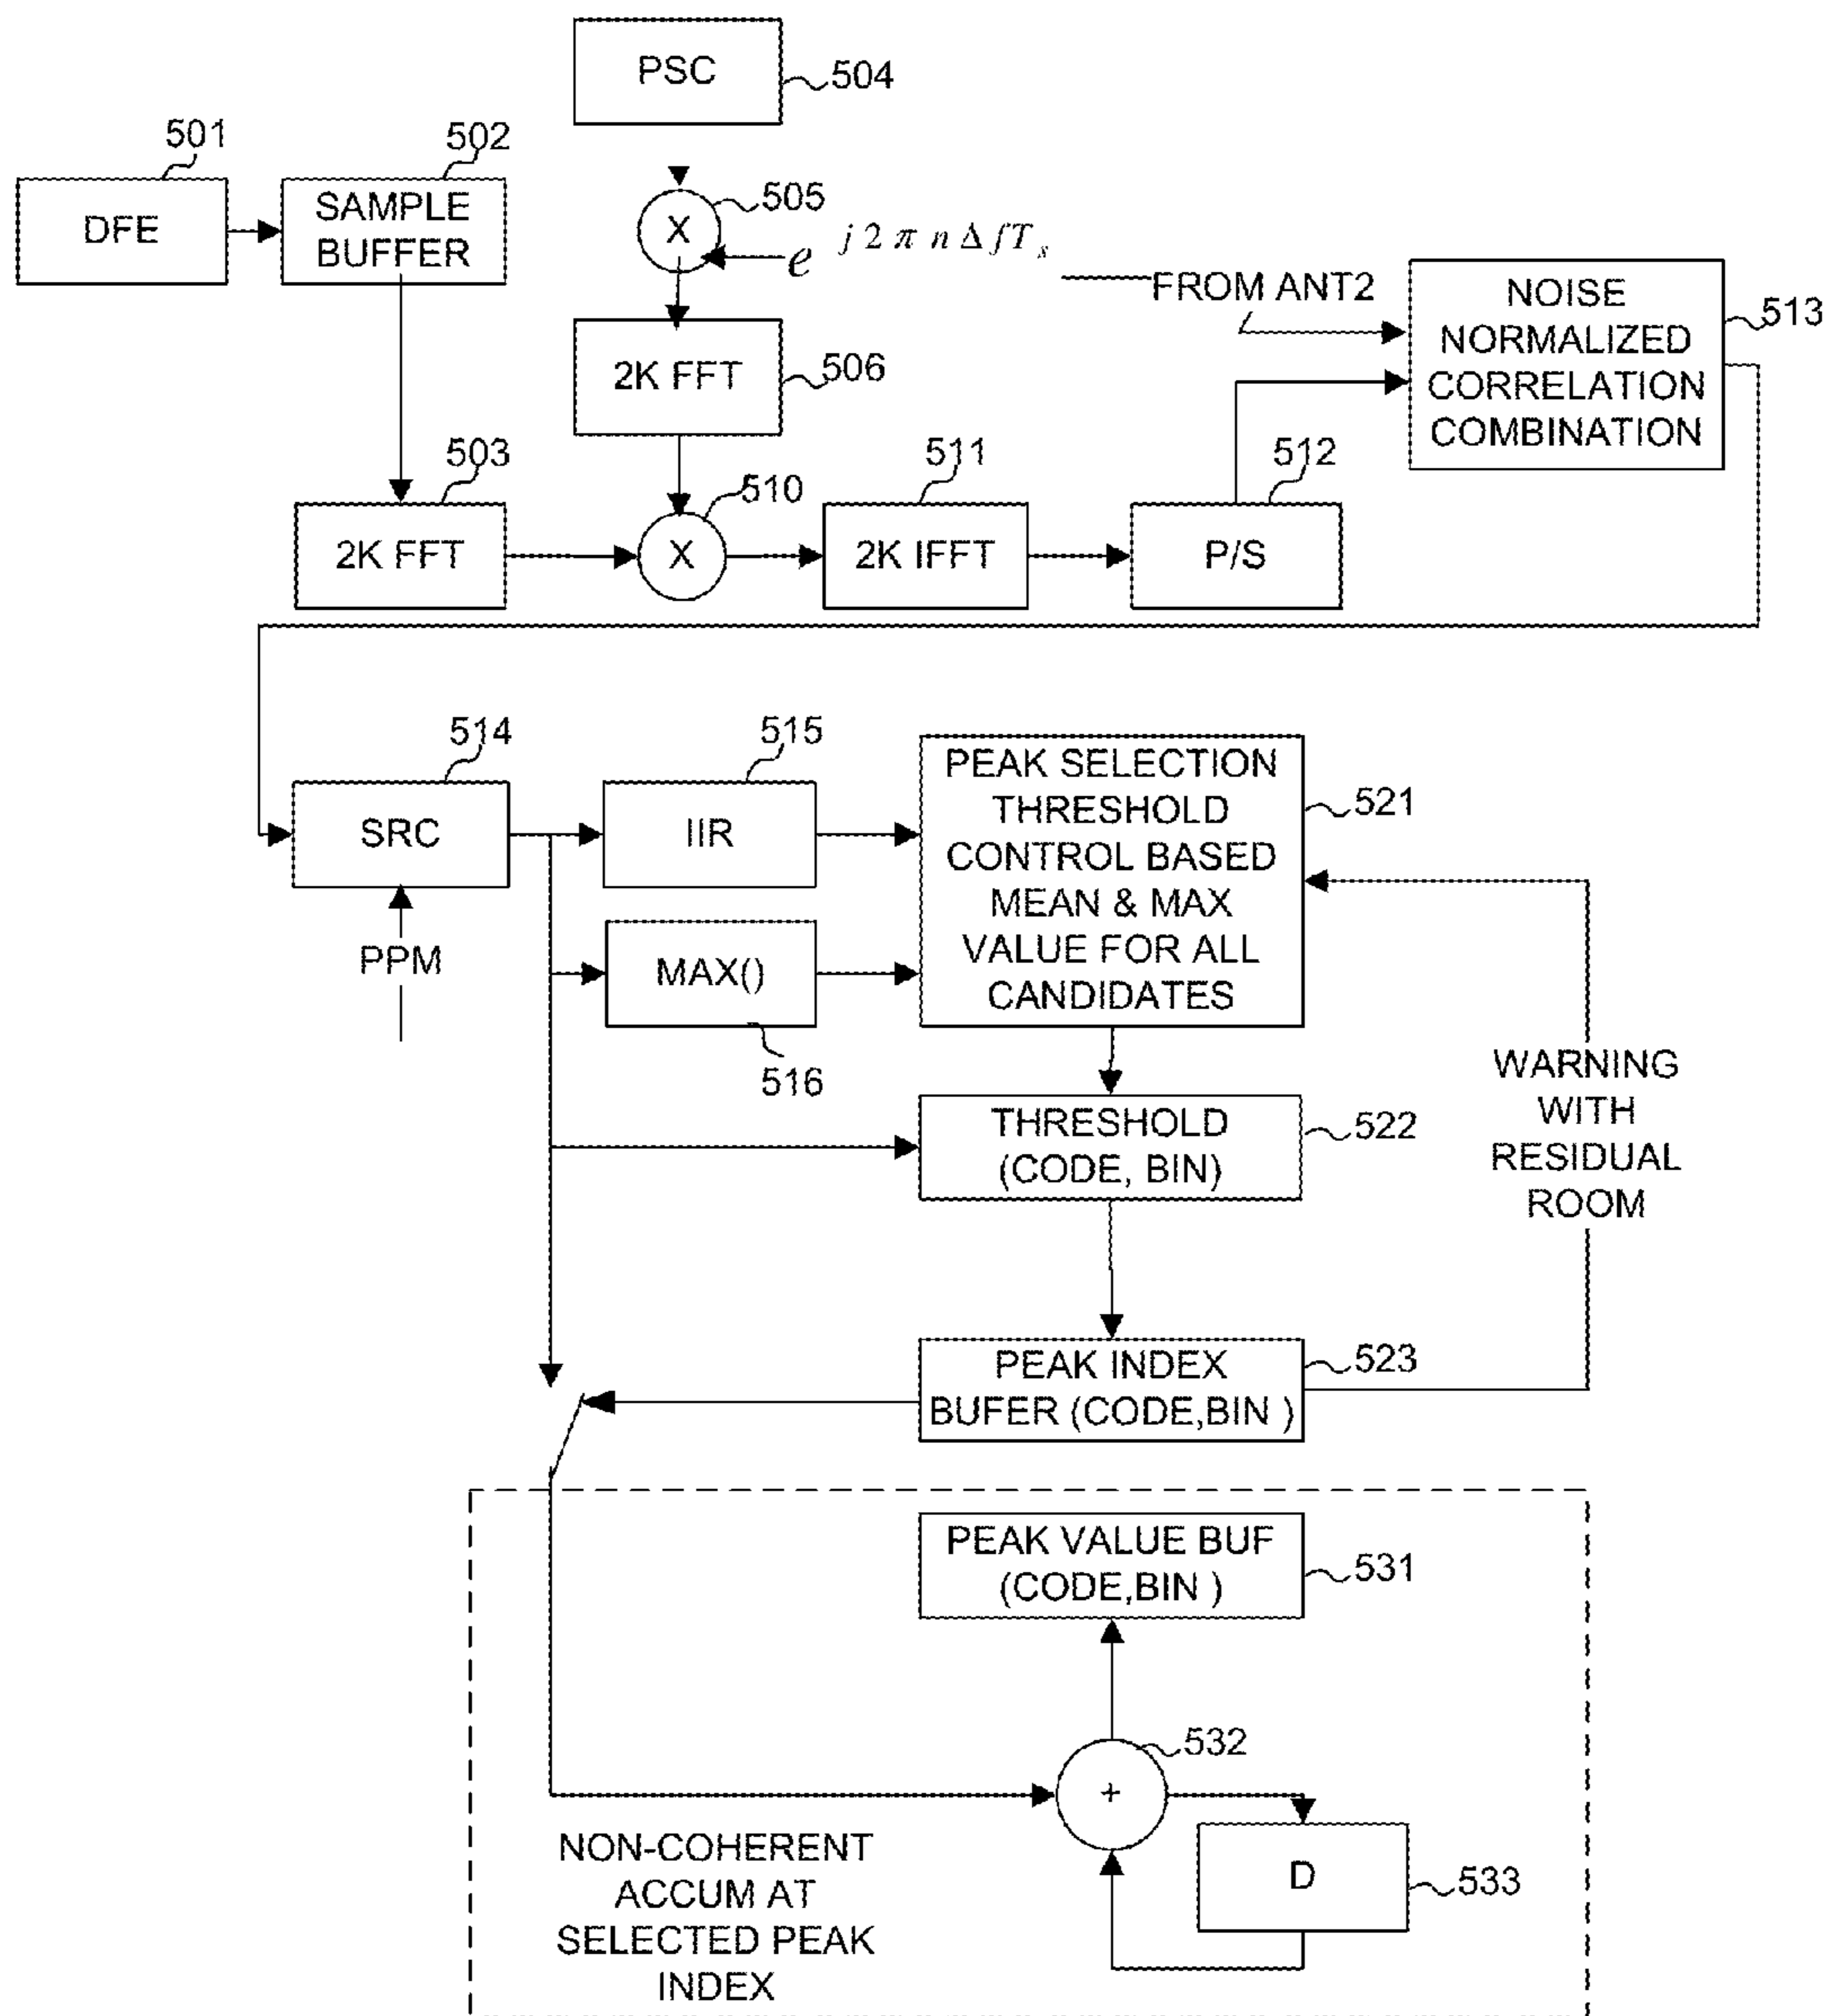 PSC
504
501
502
DFE
SAMPLE
BUFFER
505
X
e j 2 π n Δ f T s
FROM ANT2
NOISE
NORMALIZED
CORRELATION
COMBINATION
513
2K FFT
506
503
510
511
512
2K FFT
X
2K IFFT
P/S
514
515
SRC
IIR
PEAK SELECTION
THRESHOLD
CONTROL BASED
MEAN & MAX
VALUE FOR ALL
CANDIDATES
521
PPM
MAX()
516
WARNING
WITH
RESIDUAL
ROOM
THRESHOLD
(CODE, BIN)
522
PEAK INDEX
BUFER (CODE,BIN )
523
PEAK VALUE BUF
(CODE,BIN )
531
532
+
D
533
NON-COHERENT
ACCUM AT
SELECTED PEAK
INDEX